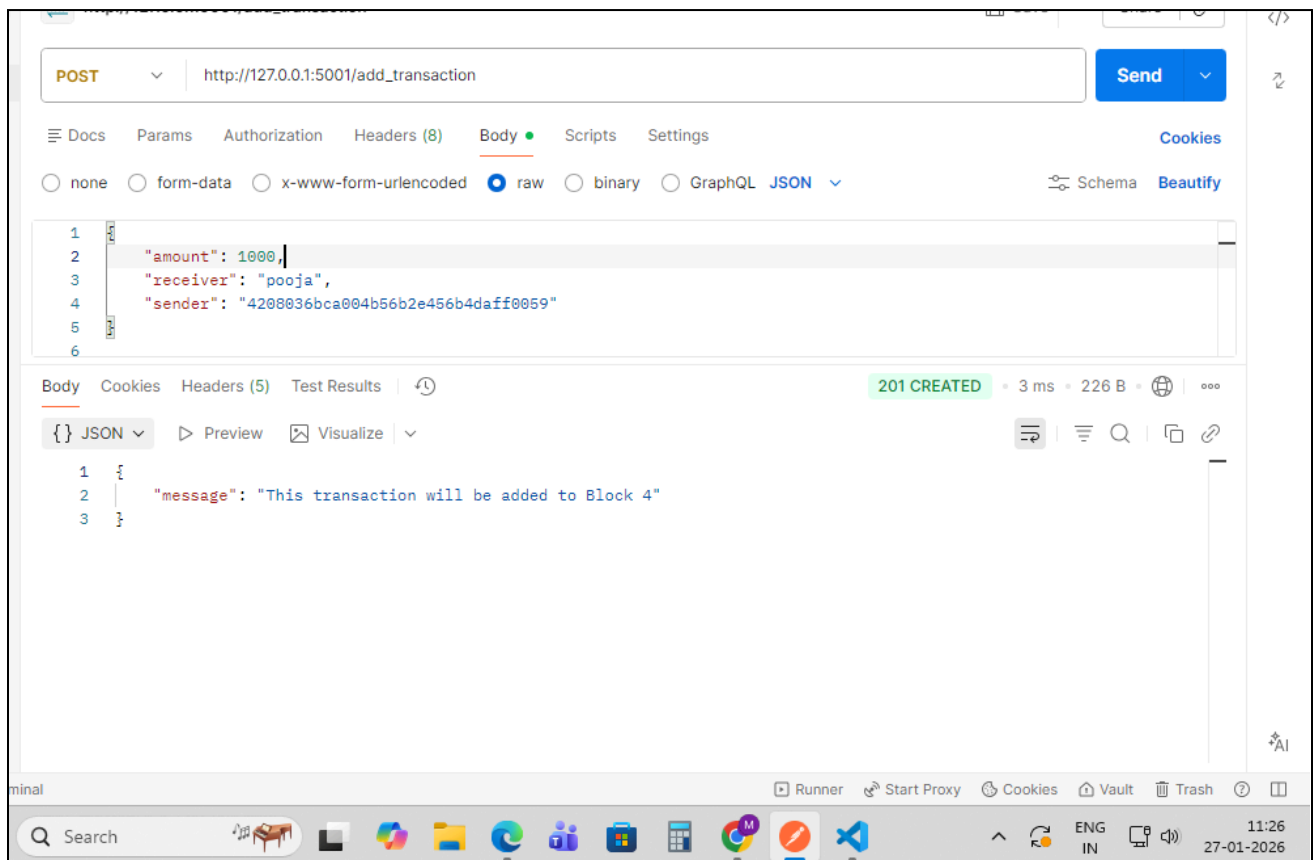 POST http://127.0.0.1:5001/add_transaction Send
Docs Params Authorization Headers (8) Body Scripts Settings Cookies
none form-data x-www-form-urlencoded raw binary GraphQL JSON Schema Beautify
1 {
2 "amount": 1000,
3 "receiver": "pooja",
4 "sender": "4208036bca004b56b2e456b4daff0059"
5 }
6
Body Cookies Headers (5) Test Results 201 CREATED 3 ms 226 B
{} JSON Preview Visualize
1 {
2 "message": "This transaction will be added to Block 4"
3 }
AI
minal Runner Start Proxy Cookies Vault Trash
Search ENG 11:26
IN 27-01-2026